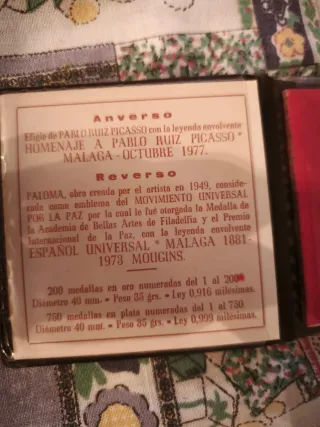 Anverso
Efigie de PABLO RUIZ PICASSO con la leyenda envolvente
HOMENAJE A PABLO RUIZ PICASSO *
MALAGA - OCTUBRE 1977.
Reverso
PALOMA, obra creada por el artista en 1949, conside-
rada como emblema del MOVIMIENTO UNIVERSAL
POR LA PAZ por la cual le fué otorgada la Medalla de
la Academia de Bellas Artes de Filadelfia y el Premio
Internacional de la Paz, con la leyenda envolvente
ESPAÑOL UNIVERSAL * MÁLAGA 1881-
1973 MOUGINS.
200 medallas en oro numeradas del 1 al 200
Diámetro 40 mm. - Peso 35 grs. - Ley 0,916 milésimas.
750 medallas en plata numeradas del 1 al 750
Diámetro 40 mm. - Peso 35 grs. - Ley 0,999 milésimas.